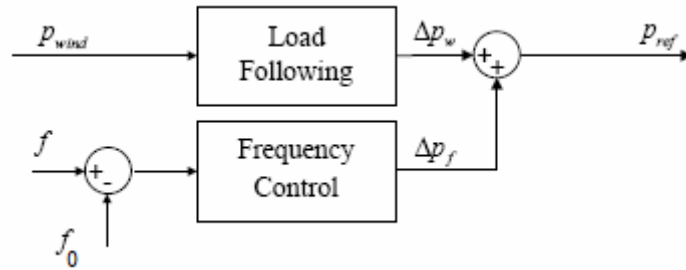 p_wind
Load
Following
Δp_w
p_ref
+
+
f
+
-
Frequency
Control
Δp_f
f_0